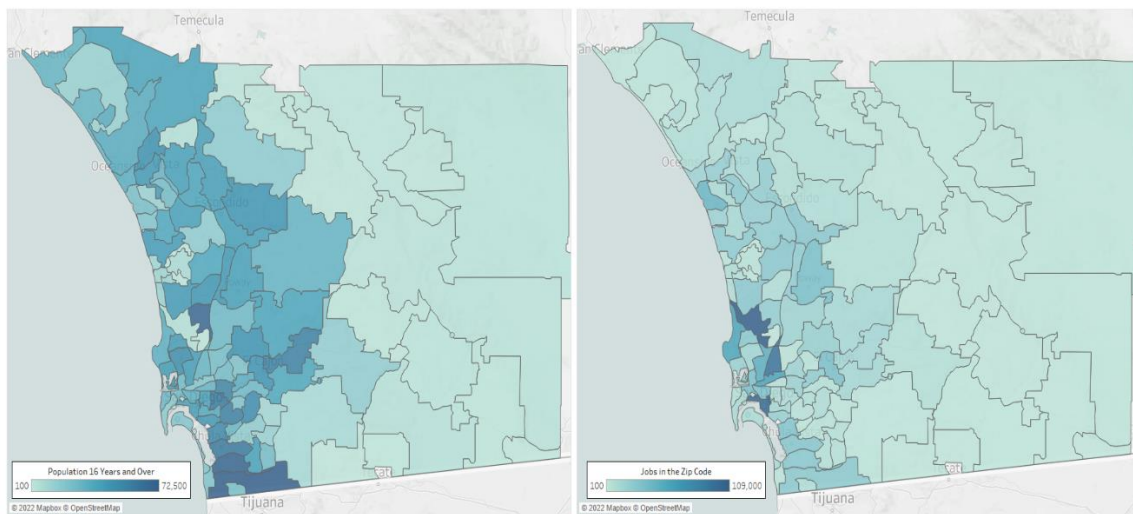 Temecula
Population 16 Years and Over
100
72,500
© 2022 Mapbox © OpenStreetMap
Tijuana
Temecula
Jobs in the Zip Code
100
109,000
© 2022 Mapbox © OpenStreetMap
Tijuana